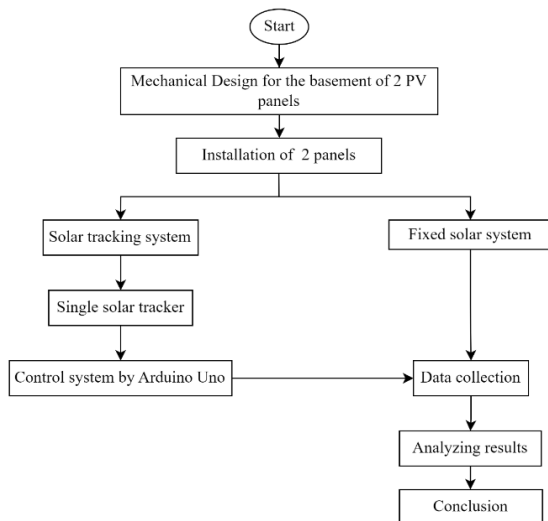 Start
Mechanical Design for the basement of 2 PV
panels
Installation of 2 panels
Solar tracking system
Fixed solar system
Single solar tracker
Control system by Arduino Uno
Data collection
Analyzing results
Conclusion